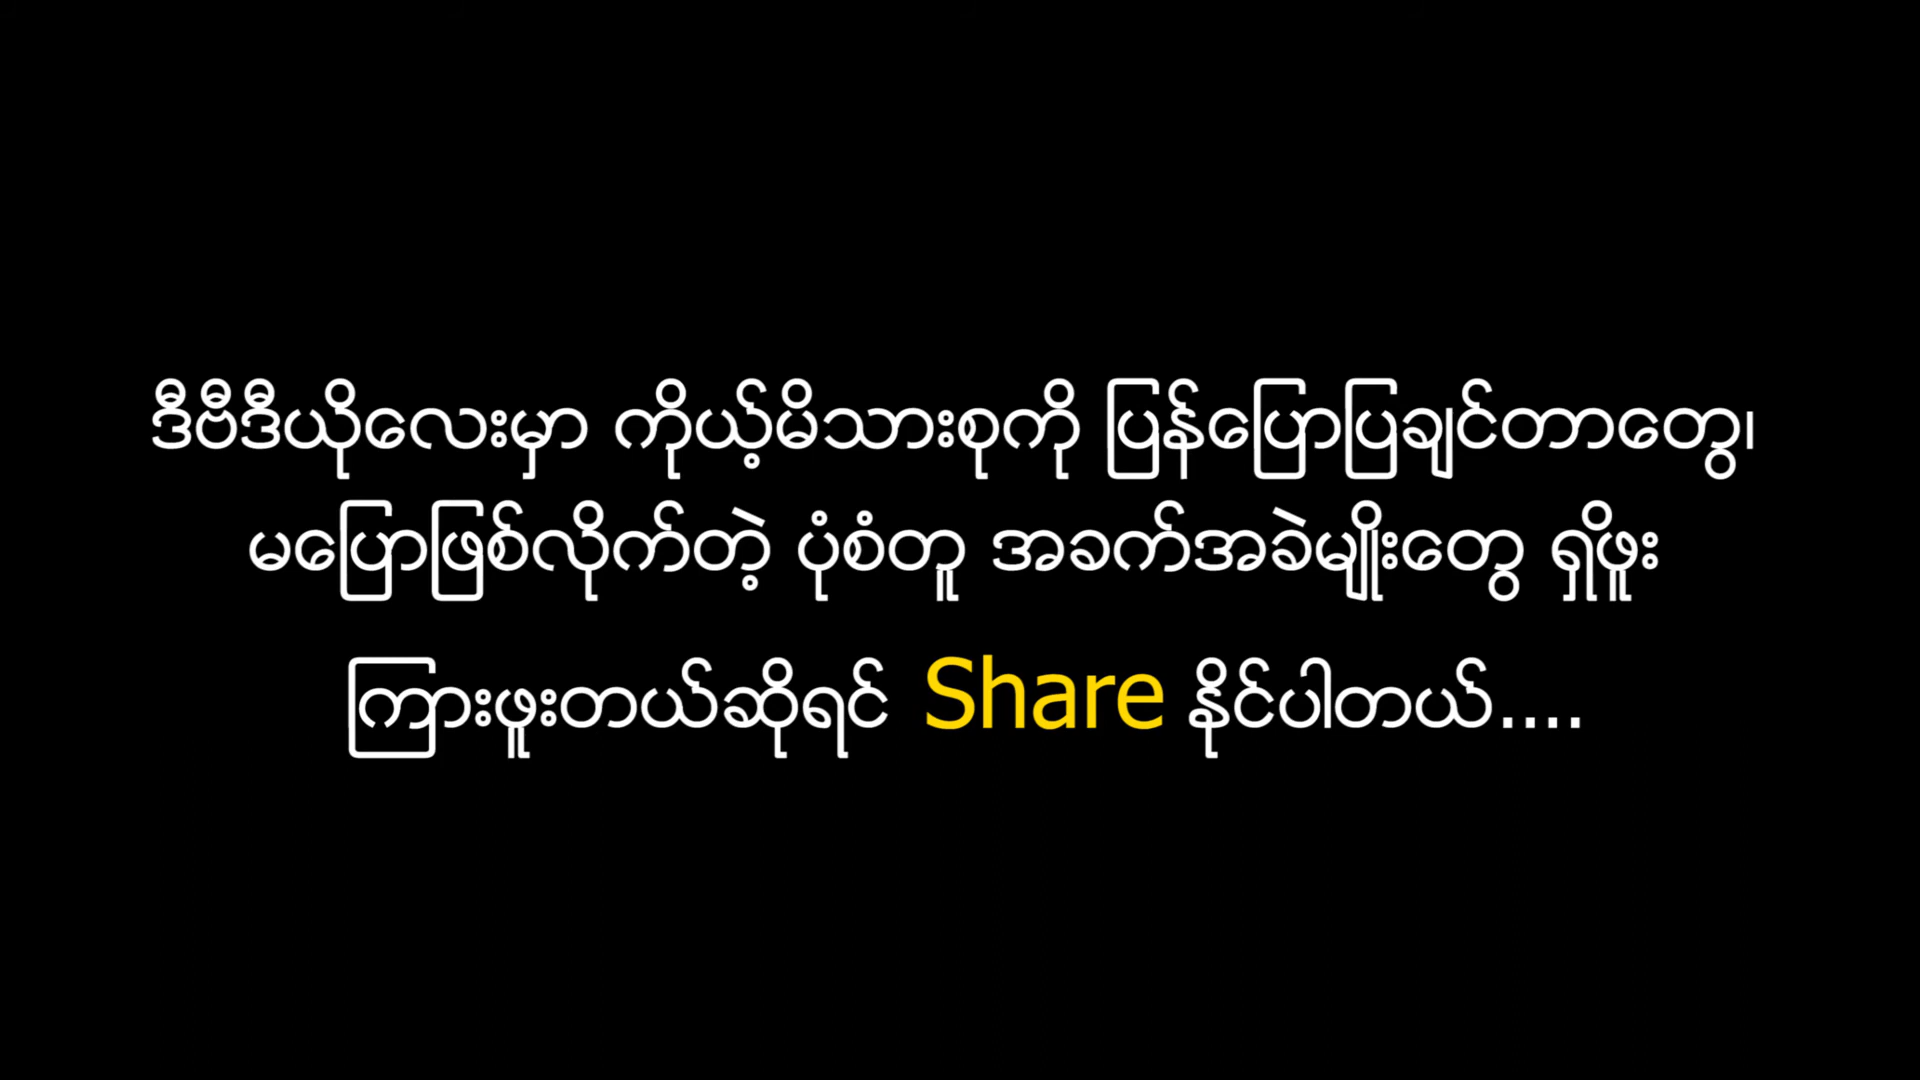 ဒီဗီဒီယိုလေးမှာ ကိုယ့်မိသားစုကို ပြန်ပြောပြချင်တာတွေ၊
မပြောဖြစ်လိုက်တဲ့ ပုံစံတူ အခက်အခဲမျိုးတွေ ရှိဖူး
ကြားဖူးတယ်ဆိုရင် Share နိုင်ပါတယ်....